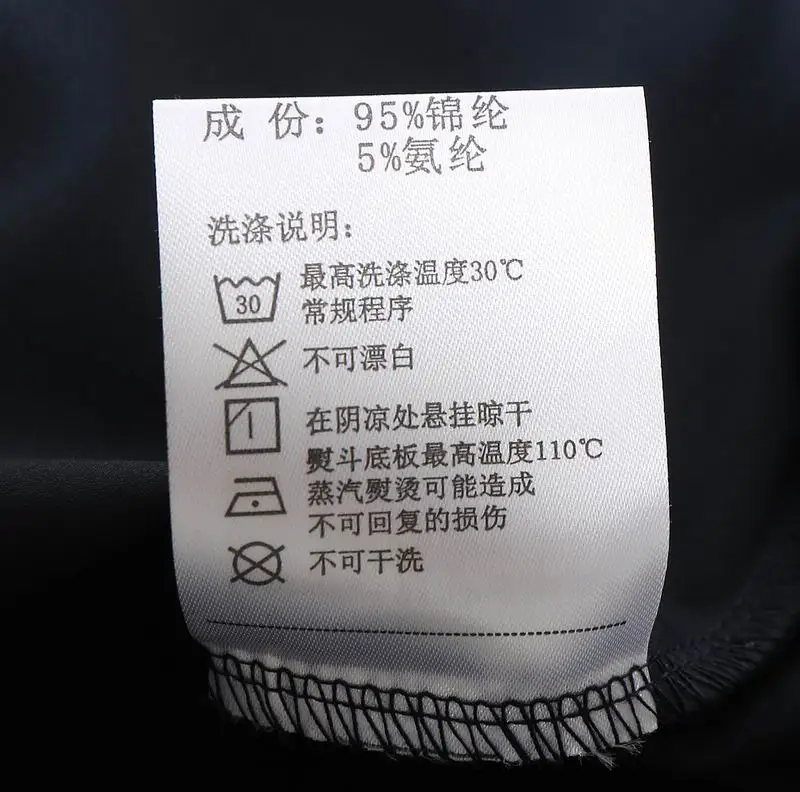 成 份：95%锦纶
5%氨纶
洗涤说明：
30
最高洗涤温度30℃
常规程序
不可漂白
在阴凉处悬挂晾干
熨斗底板最高温度110℃
蒸汽熨烫可能造成
不可回复的损伤
不可干洗